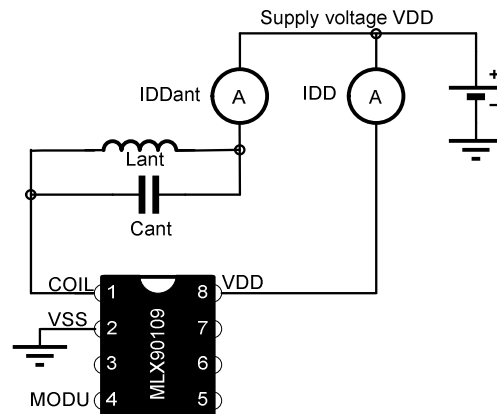 Supply voltage VDD
IDDant
A
IDD
A
+
−
Lant
Cant
COIL
1
8
VDD
VSS
2
7
3
6
MODU
4
5
MLX90109